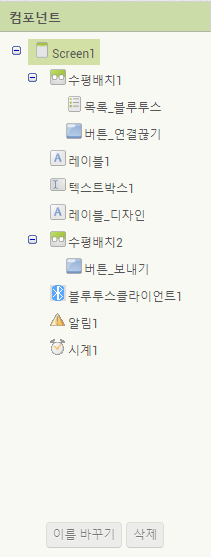 컴포넌트
Screen1
수평배치1
목록_블루투스
버튼_연결끊기
레이블1
텍스트박스1
레이블_디자인
수평배치2
버튼_보내기
블루투스클라이언트1
알림1
시계1
이름 바꾸기 삭제